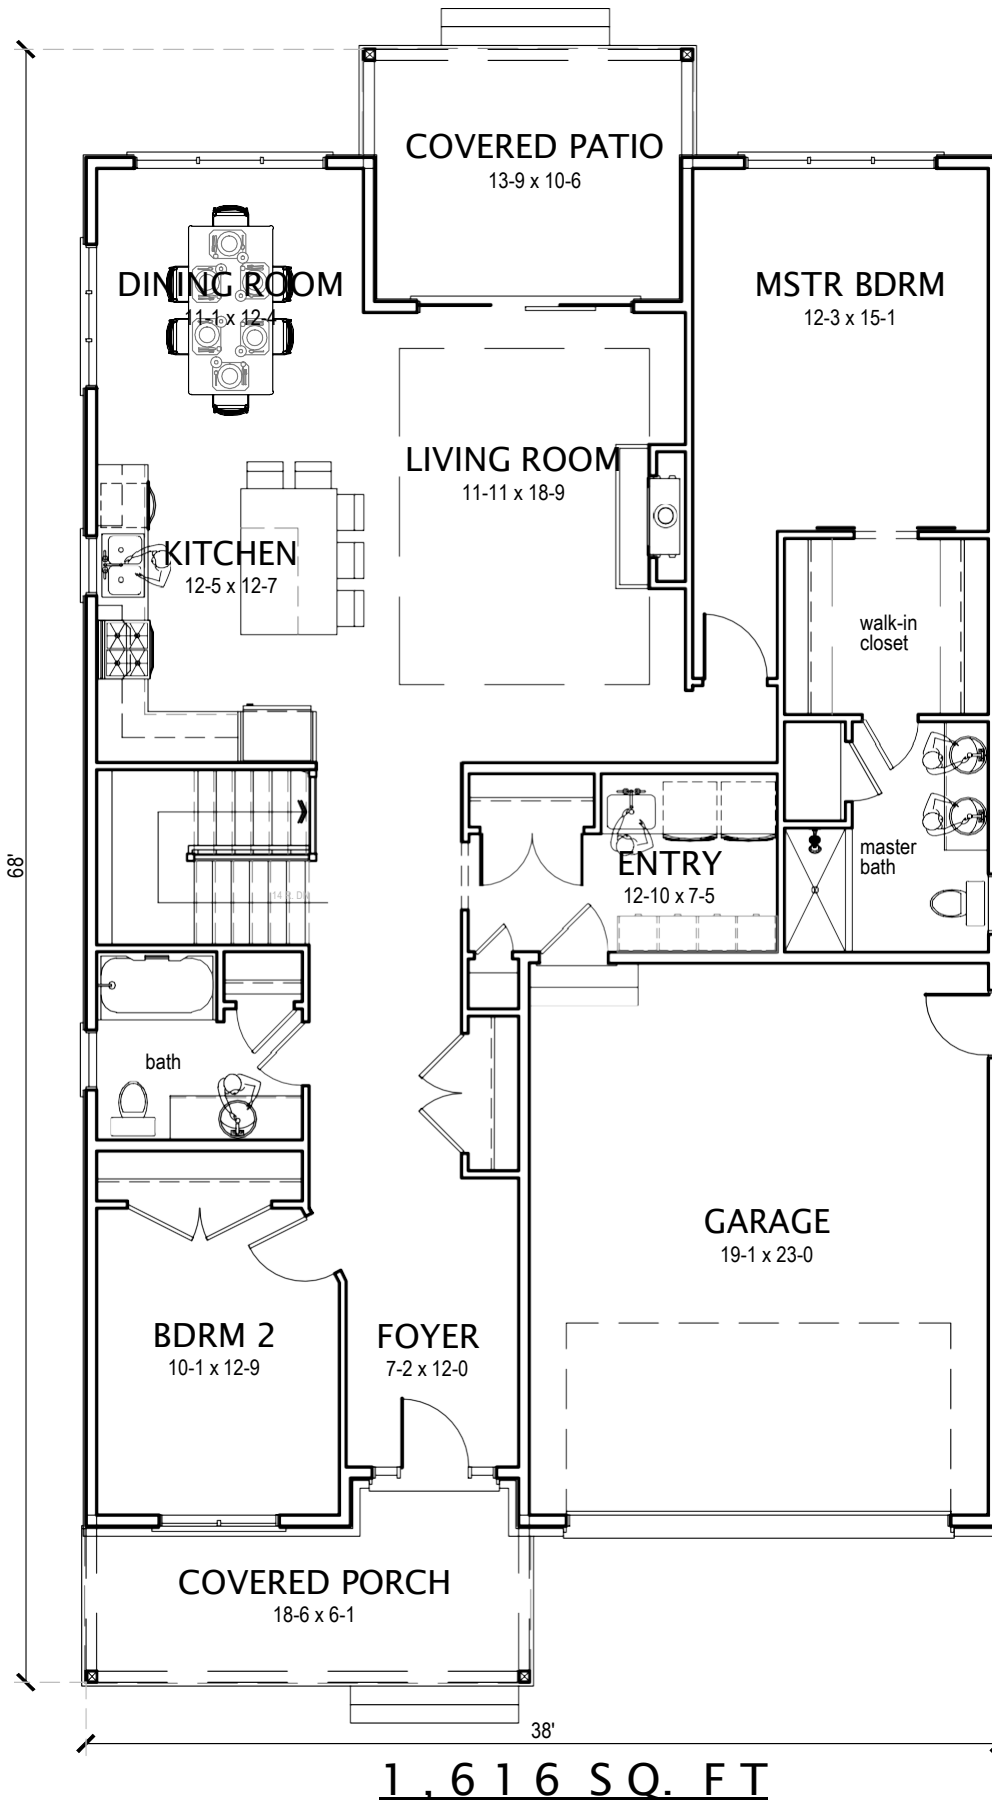 COVERED PATIO
13-9 x 10-6
DINING ROOM
11-1 x 12-4
MSTR BDRM
12-3 x 15-1
LIVING ROOM
11-11 x 18-9
KITCHEN
12-5 x 12-7
walk-in
closet
master
bath
ENTRY
12-10 x 7-5
68'
bath
GARAGE
19-1 x 23-0
BDRM 2
10-1 x 12-9
FOYER
7-2 x 12-0
COVERED PORCH
18-6 x 6-1
38'
1,616 SQ. FT